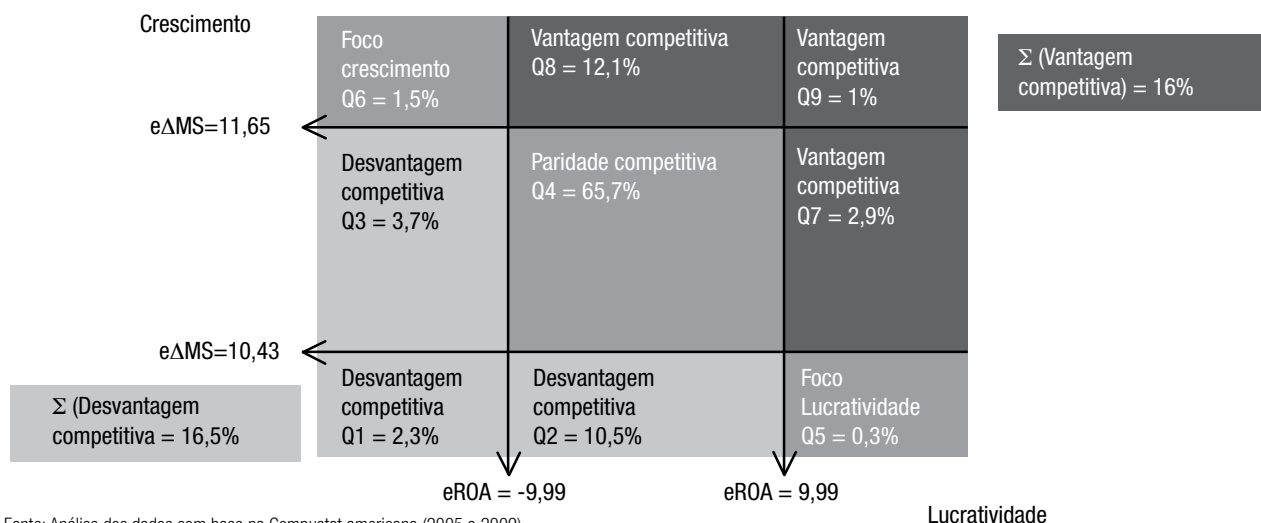 Crescimento
Foco
crescimento
Q6 = 1,5%
Vantagem competitiva
Q8 = 12,1%
Vantagem
competitiva
Q9 = 1%
Σ (Vantagem
competitiva) = 16%
eΔMS=11,65
Desvantagem
competitiva
Q3 = 3,7%
Paridade competitiva
Q4 = 65,7%
Vantagem
competitiva
Q7 = 2,9%
eΔMS=10,43
Σ (Desvantagem
competitiva = 16,5%
Desvantagem
competitiva
Q1 = 2,3%
Desvantagem
competitiva
Q2 = 10,5%
Foco
Lucratividade
Q5 = 0,3%
eROA = -9,99
eROA = 9,99
Lucratividade
Fonte: Análise dos dados com base na Compustat americana (2005 a 2009)